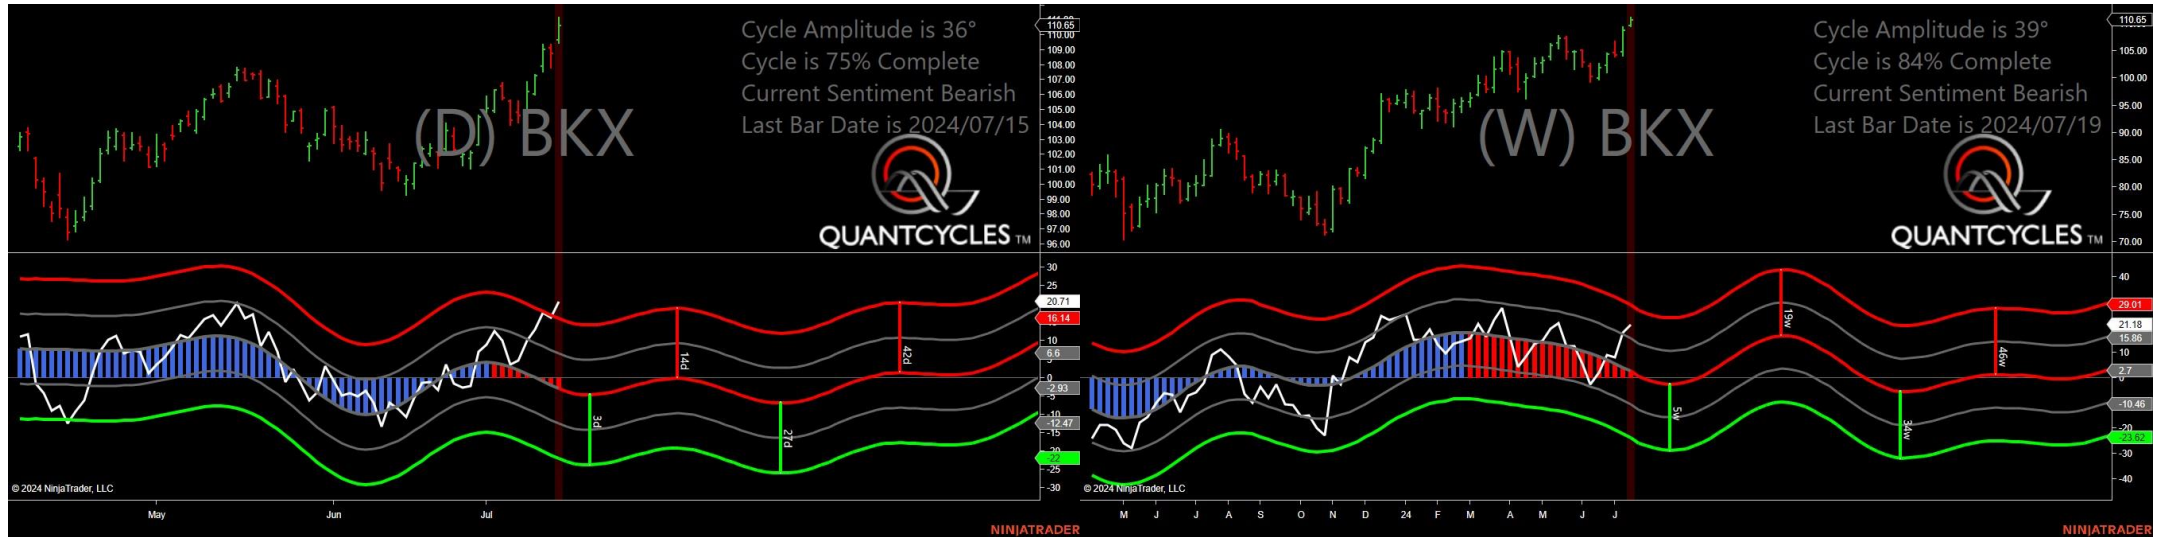 Cycle Amplitude is 36°
Cycle is 75% Complete
Current Sentiment Bearish
Last Bar Date is 2024/07/15
(D) BKX
QUANTCYCLES TM
110.65
110.00
109.00
108.00
107.00
106.00
105.00
104.00
103.00
102.00
101.00
100.00
99.00
98.00
97.00
96.00
30
25
20.71
16.14
10
6.6
0
-2.93
-5
-10
-12.47
-15
-22
-25
-30
14d
42d
3d
27d
© 2024 NinjaTrader, LLC
May
Jun
Jul
NINJATRADER
Cycle Amplitude is 39°
Cycle is 84% Complete
Current Sentiment Bearish
Last Bar Date is 2024/07/19
(W) BKX
QUANTCYCLES TM
110.65
105.00
100.00
95.00
90.00
85.00
80.00
75.00
70.00
40
29.01
21.18
15.86
10
2.7
0
-10.46
-20
-23.62
-30
-40
19w
46w
5w
34w
© 2024 NinjaTrader, LLC
M J J A S O N D 24 F M A M J J
NINJATRADER